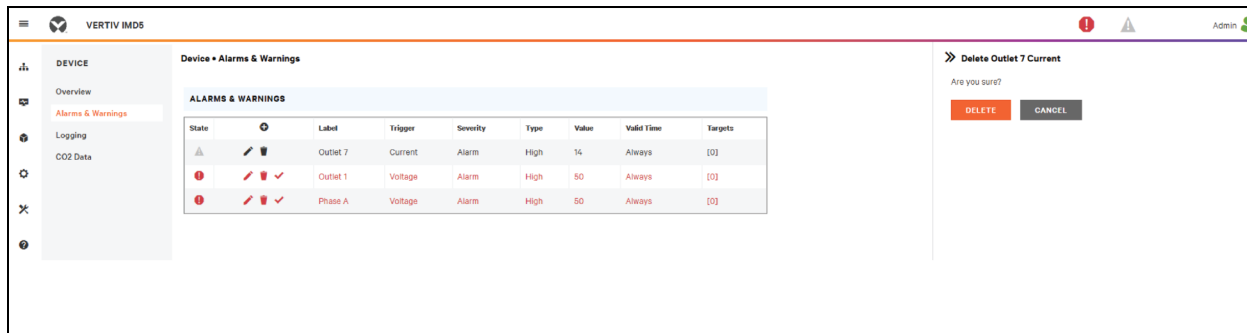 VERTIV IMD5
Admin
DEVICE
Overview
Alarms & Warnings
Logging
CO2 Data
Device • Alarms & Warnings
ALARMS & WARNINGS
State Label Trigger Severity Type Value Valid Time Targets
Outlet 7 Current Alarm High 14 Always [0]
Outlet 1 Voltage Alarm High 50 Always [0]
Phase A Voltage Alarm High 50 Always [0]
Delete Outlet 7 Current
Are you sure?
DELETE CANCEL